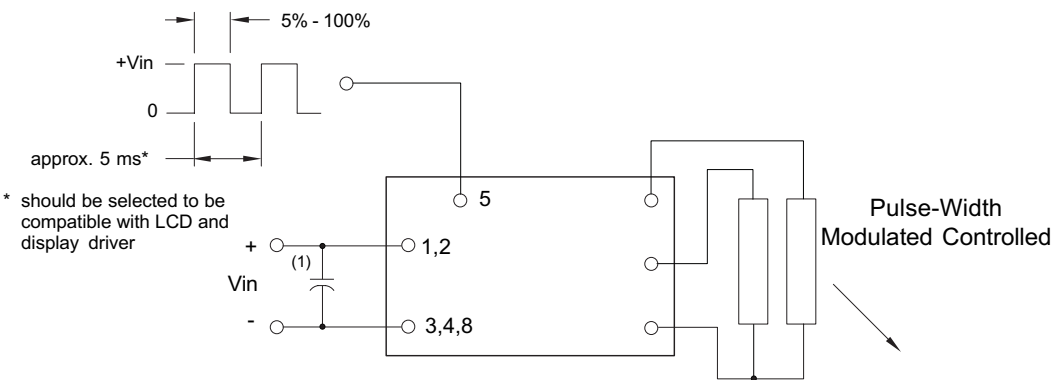 5% - 100%
+Vin
0
approx. 5 ms*
* should be selected to be
compatible with LCD and
display driver
5
+
(1)
1,2
Vin
-
3,4,8
Pulse-Width
Modulated Controlled